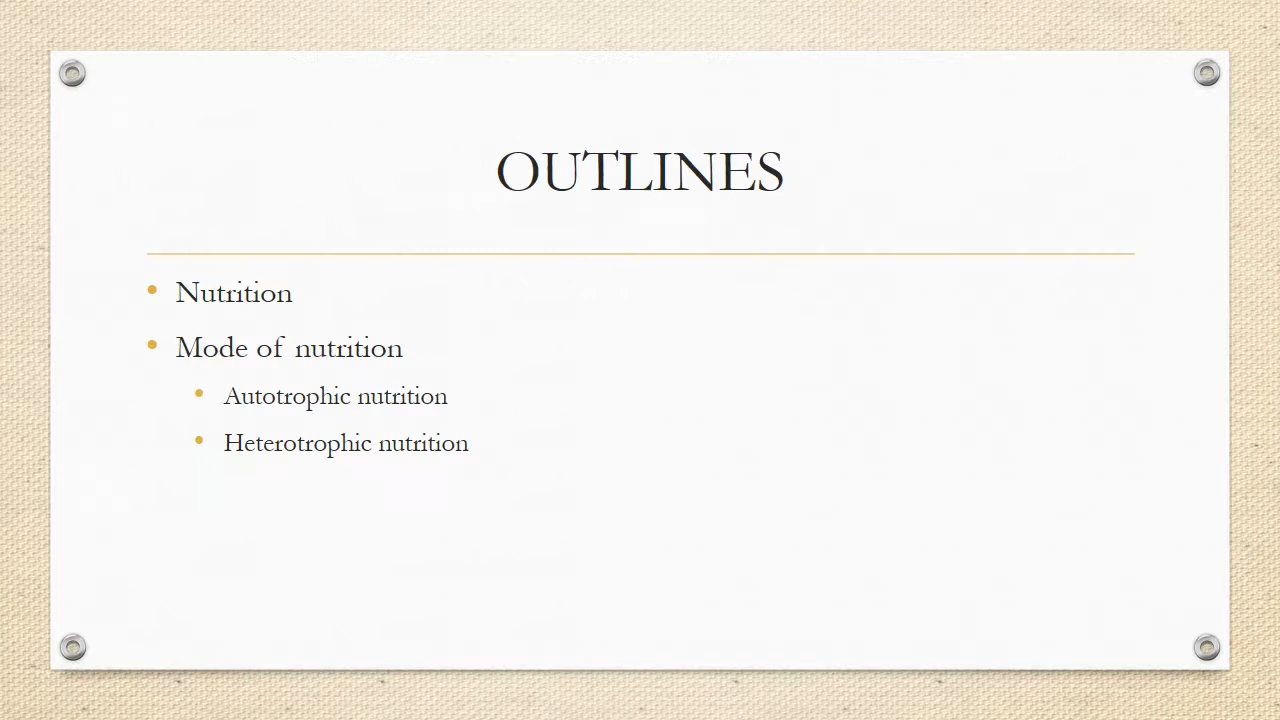 OUTLINES
• Nutrition
• Mode of nutrition
• Autotrophic nutrition
• Heterotrophic nutrition